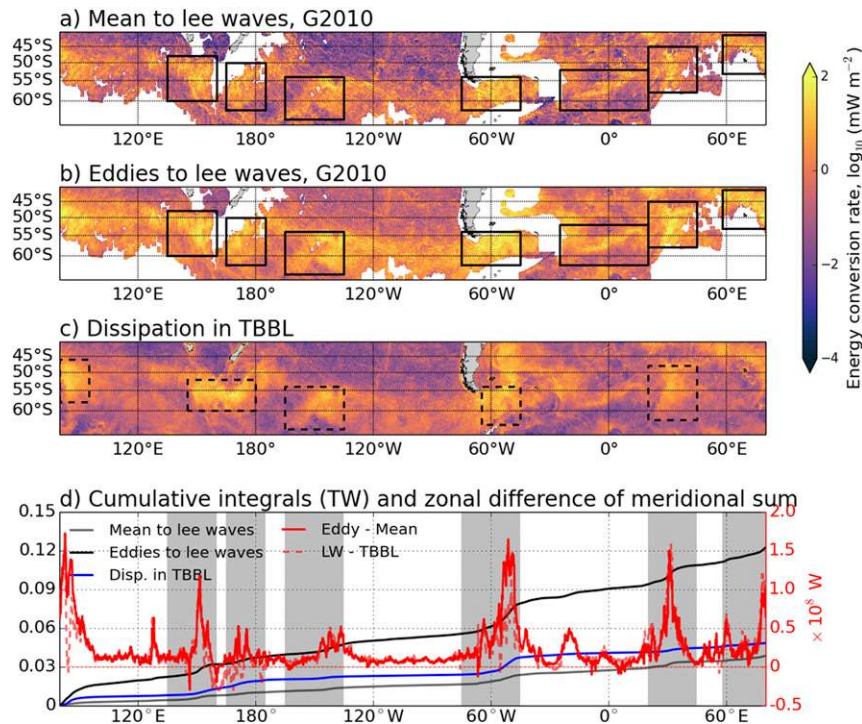 a) Mean to lee waves, G2010
45°S
50°S
55°S
60°S
120°E 180° 120°W 60°W 0° 60°E
b) Eddies to lee waves, G2010
45°S
50°S
55°S
60°S
120°E 180° 120°W 60°W 0° 60°E
c) Dissipation in TBBL
45°S
50°S
55°S
60°S
120°E 180° 120°W 60°W 0° 60°E
2
0
−2
−4
Energy conversion rate, log₁₀ (mW m⁻²)
d) Cumulative integrals (TW) and zonal difference of meridional sum
0.15
0.12
0.09
0.06
0.03
0
Mean to lee waves
Eddies to lee waves
Disp. in TBBL
Eddy - Mean
LW - TBBL
2.0
1.5
1.0
0.5
0
-0.5
× 10⁸ W
120°E 180° 120°W 60°W 0° 60°E